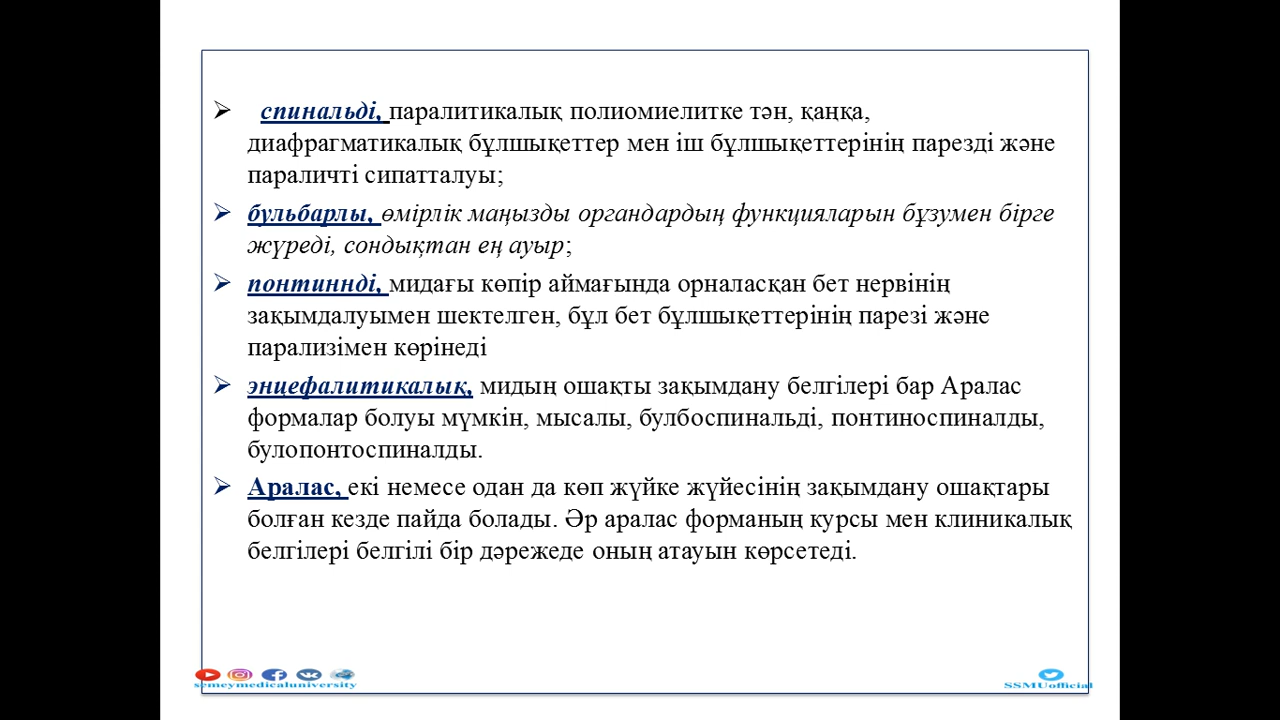 ➢ спинальді, паралитикалық полиомиелитке тән, қаңқа,
диафрагматикалық бұлшықеттер мен іш бұлшықеттерінің парезді және
параличті сипатталуы;
➢ бульбарлы, өмірлік маңызды органдардың функцияларын бұзумен бірге
жүреді, сондықтан ең ауыр;
➢ понтиннді, мидағы көпір аймағында орналасқан бет нервінің
зақымдалуымен шектелген, бұл бет бұлшықеттерінің парезі және
парализімен көрінеді
➢ энцефалитикалық, мидың ошақты зақымдану белгілері бар Аралас
формалар болуы мүмкін, мысалы, булбоспинальді, понтиноспиналды,
булопонтоспиналды.
➢ Аралас, екі немесе одан да көп жүйке жүйесінің зақымдану ошақтары
болған кезде пайда болады. Әр аралас форманың курсы мен клиникалық
белгілері белгілі бір дәрежеде оның атауын көрсетеді.
semeymedicaluniversity
SSMUofficial